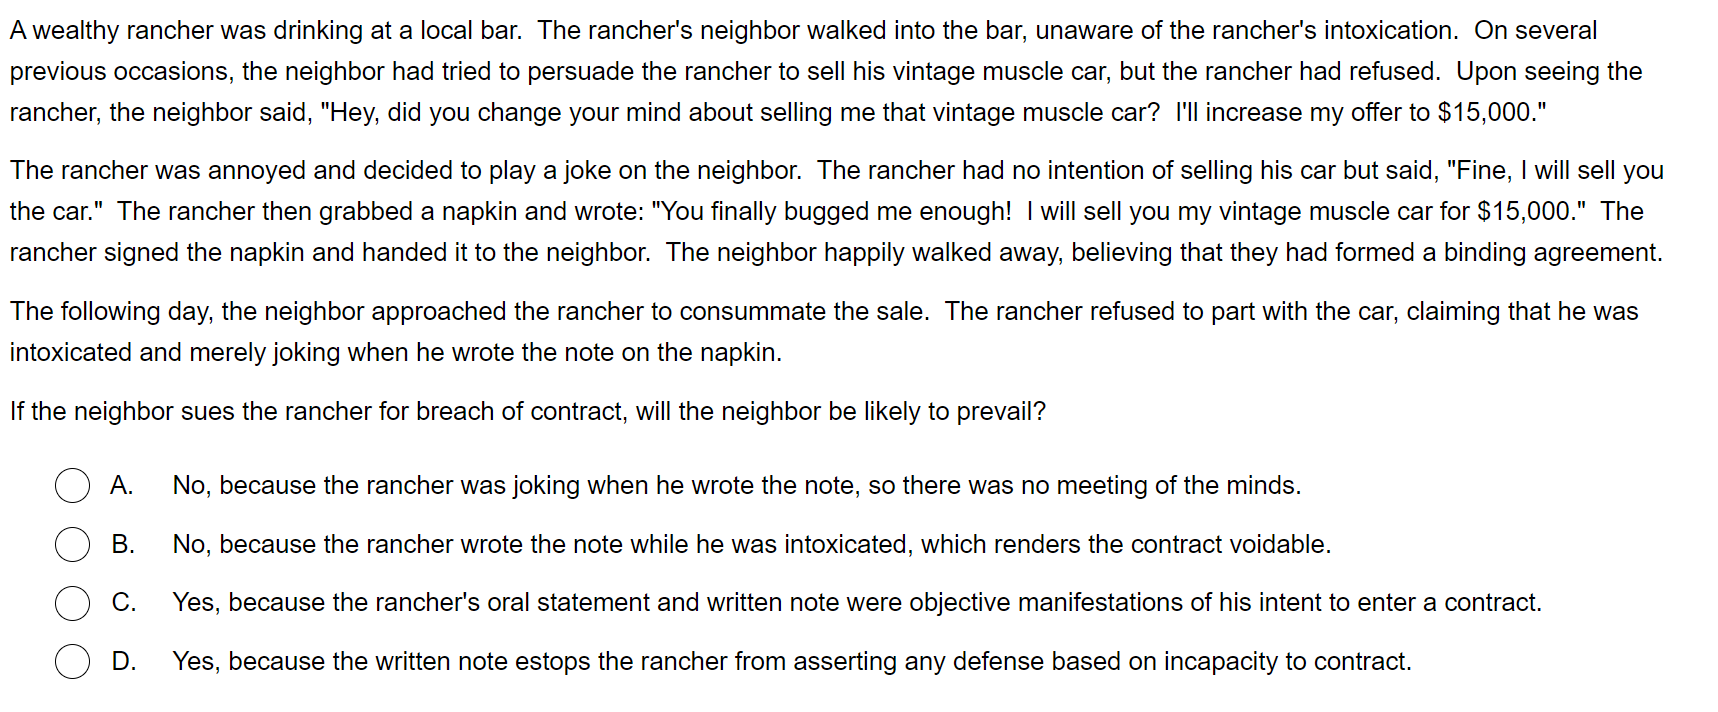 A wealthy rancher was drinking at a local bar.  The rancher's neighbor walked into the bar, unaware of the rancher's intoxication.  On several
previous occasions, the neighbor had tried to persuade the rancher to sell his vintage muscle car, but the rancher had refused.  Upon seeing the
rancher, the neighbor said, "Hey, did you change your mind about selling me that vintage muscle car?  I'll increase my offer to $15,000."
The rancher was annoyed and decided to play a joke on the neighbor.  The rancher had no intention of selling his car but said, "Fine, I will sell you
the car."  The rancher then grabbed a napkin and wrote: "You finally bugged me enough!  I will sell you my vintage muscle car for $15,000."  The
rancher signed the napkin and handed it to the neighbor.  The neighbor happily walked away, believing that they had formed a binding agreement.
The following day, the neighbor approached the rancher to consummate the sale.  The rancher refused to part with the car, claiming that he was
intoxicated and merely joking when he wrote the note on the napkin.
If the neighbor sues the rancher for breach of contract, will the neighbor be likely to prevail?
A. No, because the rancher was joking when he wrote the note, so there was no meeting of the minds.
B. No, because the rancher wrote the note while he was intoxicated, which renders the contract voidable.
C. Yes, because the rancher's oral statement and written note were objective manifestations of his intent to enter a contract.
D. Yes, because the written note estops the rancher from asserting any defense based on incapacity to contract.